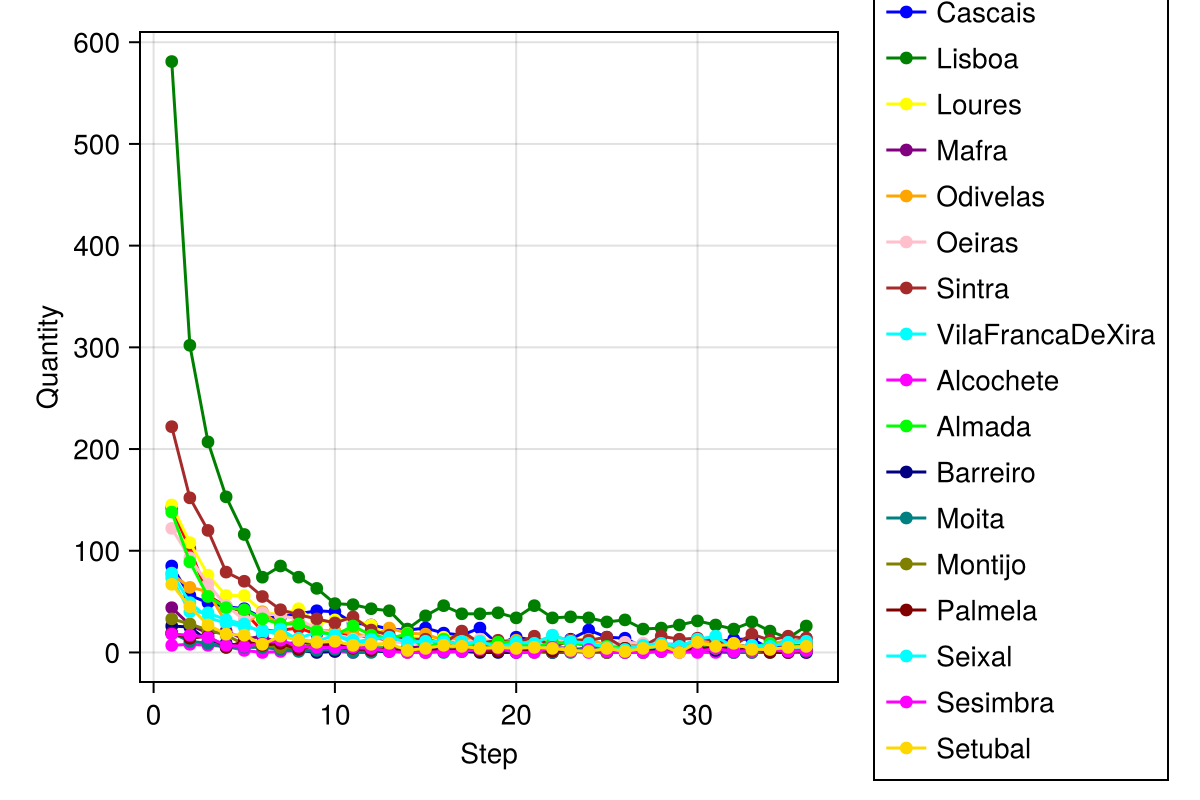 600
500
400
300
200
100
0
Quantity
0 10 20 30
Step
Cascais
Lisboa
Loures
Mafra
Odivelas
Oeiras
Sintra
VilaFrancaDeXira
Alcochete
Almada
Barreiro
Moita
Montijo
Palmela
Seixal
Sesimbra
Setubal